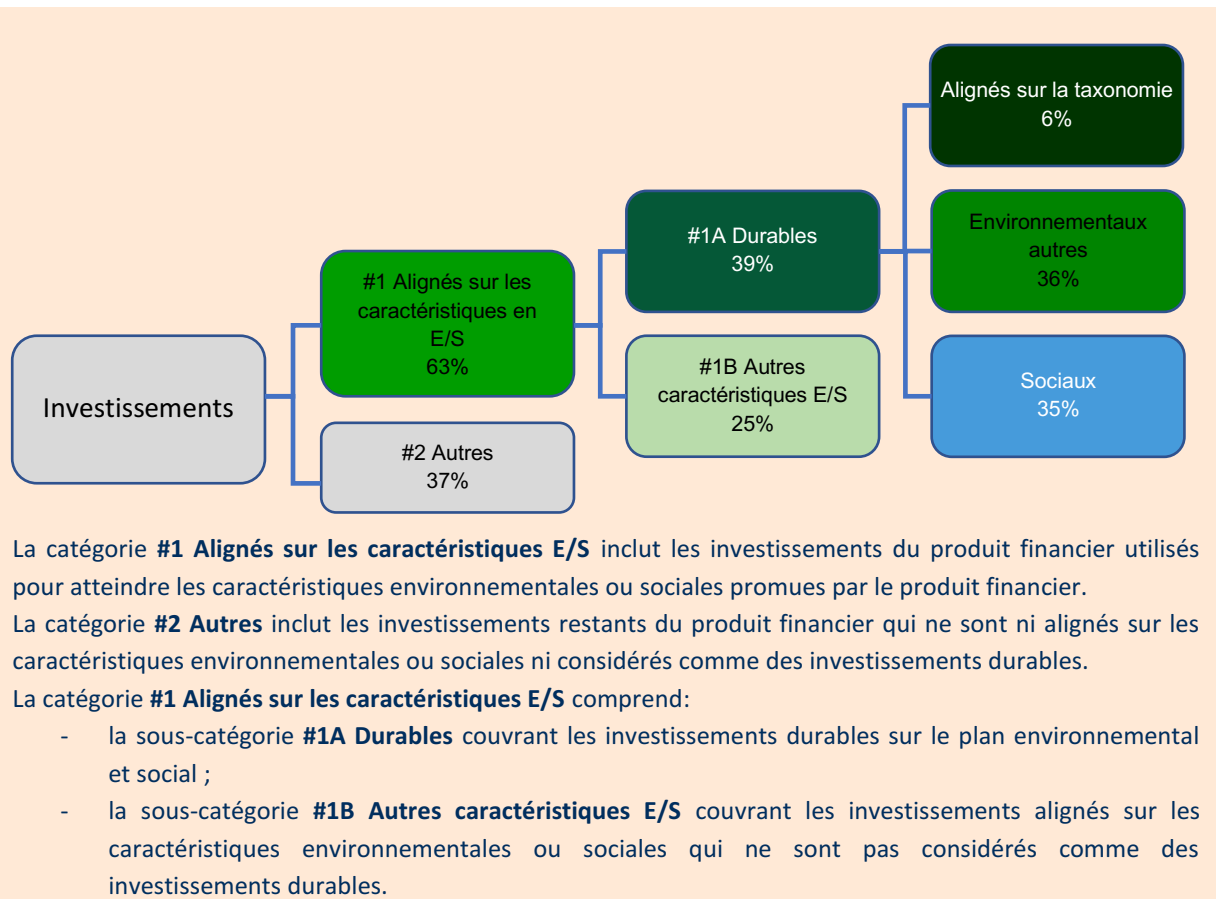 Alignés sur la taxonomie
6%
#1A Durables
39%
Environnementaux
autres
36%
#1 Alignés sur les
caractéristiques en
E/S
63%
#1B Autres
caractéristiques E/S
25%
Sociaux
35%
Investissements
#2 Autres
37%
La catégorie #1 Alignés sur les caractéristiques E/S inclut les investissements du produit financier utilisés
pour atteindre les caractéristiques environnementales ou sociales promues par le produit financier.
La catégorie #2 Autres inclut les investissements restants du produit financier qui ne sont ni alignés sur les
caractéristiques environnementales ou sociales ni considérés comme des investissements durables.
La catégorie #1 Alignés sur les caractéristiques E/S comprend:
- la sous-catégorie #1A Durables couvrant les investissements durables sur le plan environnemental
et social ;
- la sous-catégorie #1B Autres caractéristiques E/S couvrant les investissements alignés sur les
caractéristiques environnementales ou sociales qui ne sont pas considérés comme des
investissements durables.